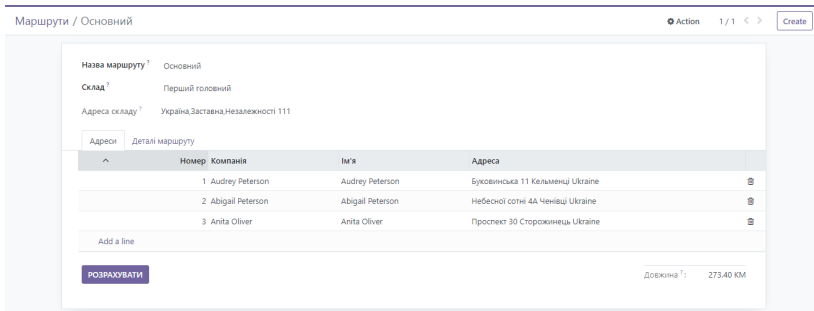 Маршрути / Основний
Action 1 / 1 Create
Назва маршруту ? Основний
Склад ? Перший головний
Адреса складу ? Україна,Заставна,Незалежності 111
Адреси Деталі маршруту
Номер Компанія Ім'я Адреса
1 Audrey Peterson Audrey Peterson Буковинська 11 Кельменці Ukraine
2 Abigail Peterson Abigail Peterson Небесної сотні 4А Ченівці Ukraine
3 Anita Oliver Anita Oliver Проспект 30 Сторожинець Ukraine
Add a line
РОЗРАХУВАТИ Довжина ? : 273.40 KM